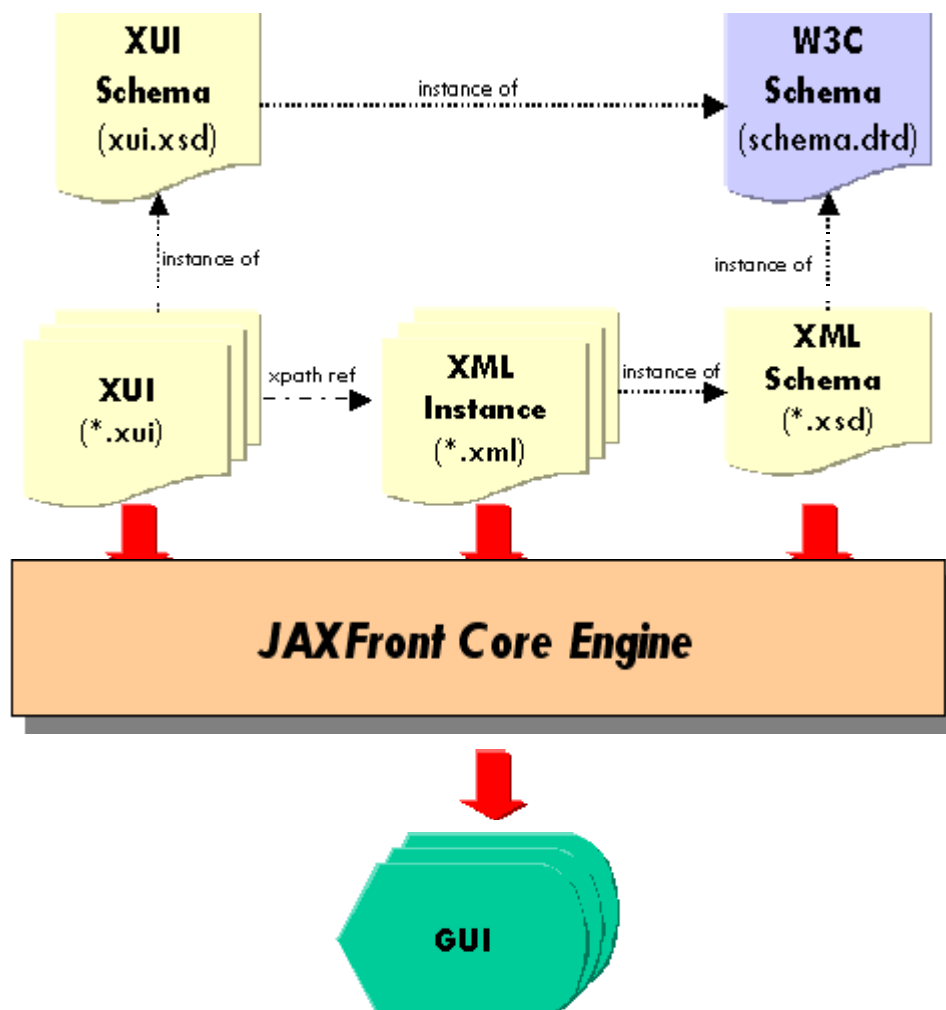 XUI
Schema
(xui.xsd)
instance of
W3C
Schema
(schema.dtd)
instance of
instance of
XUI
(*.xui)
xpath ref
XML
Instance
(*.xml)
instance of
XML
Schema
(*.xsd)
JAXFront Core Engine
GUI